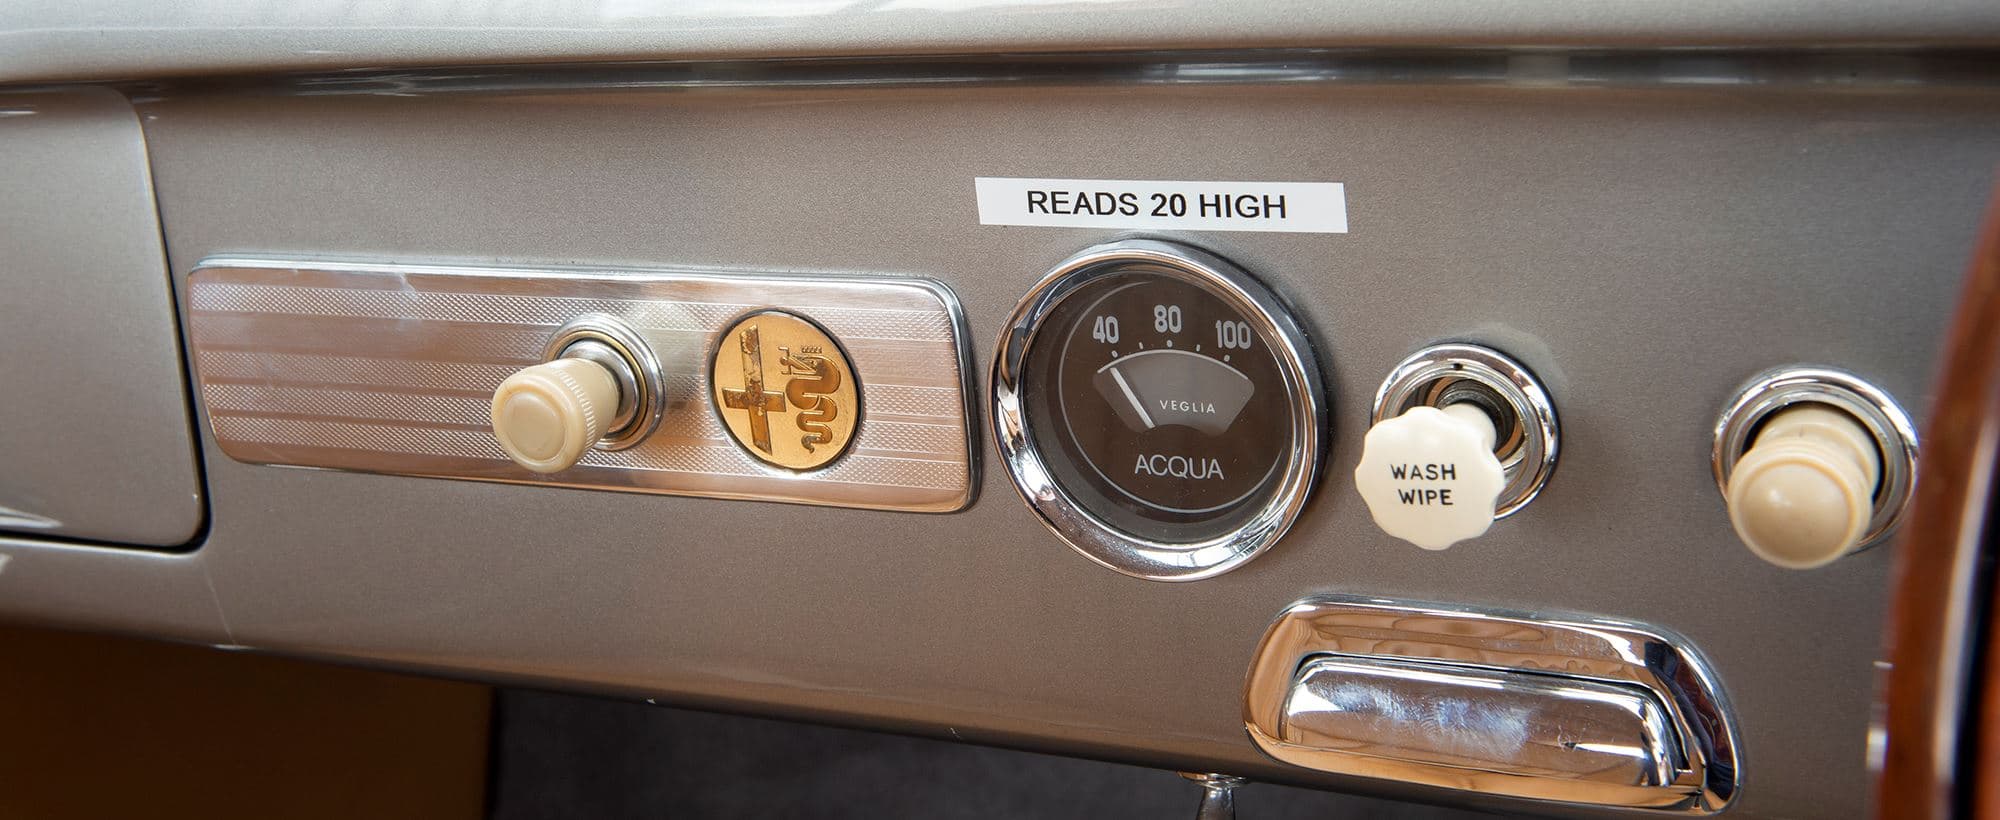 READS 20 HIGH
40 80 100
VEGLIA
ACQUA
WASH
WIPE